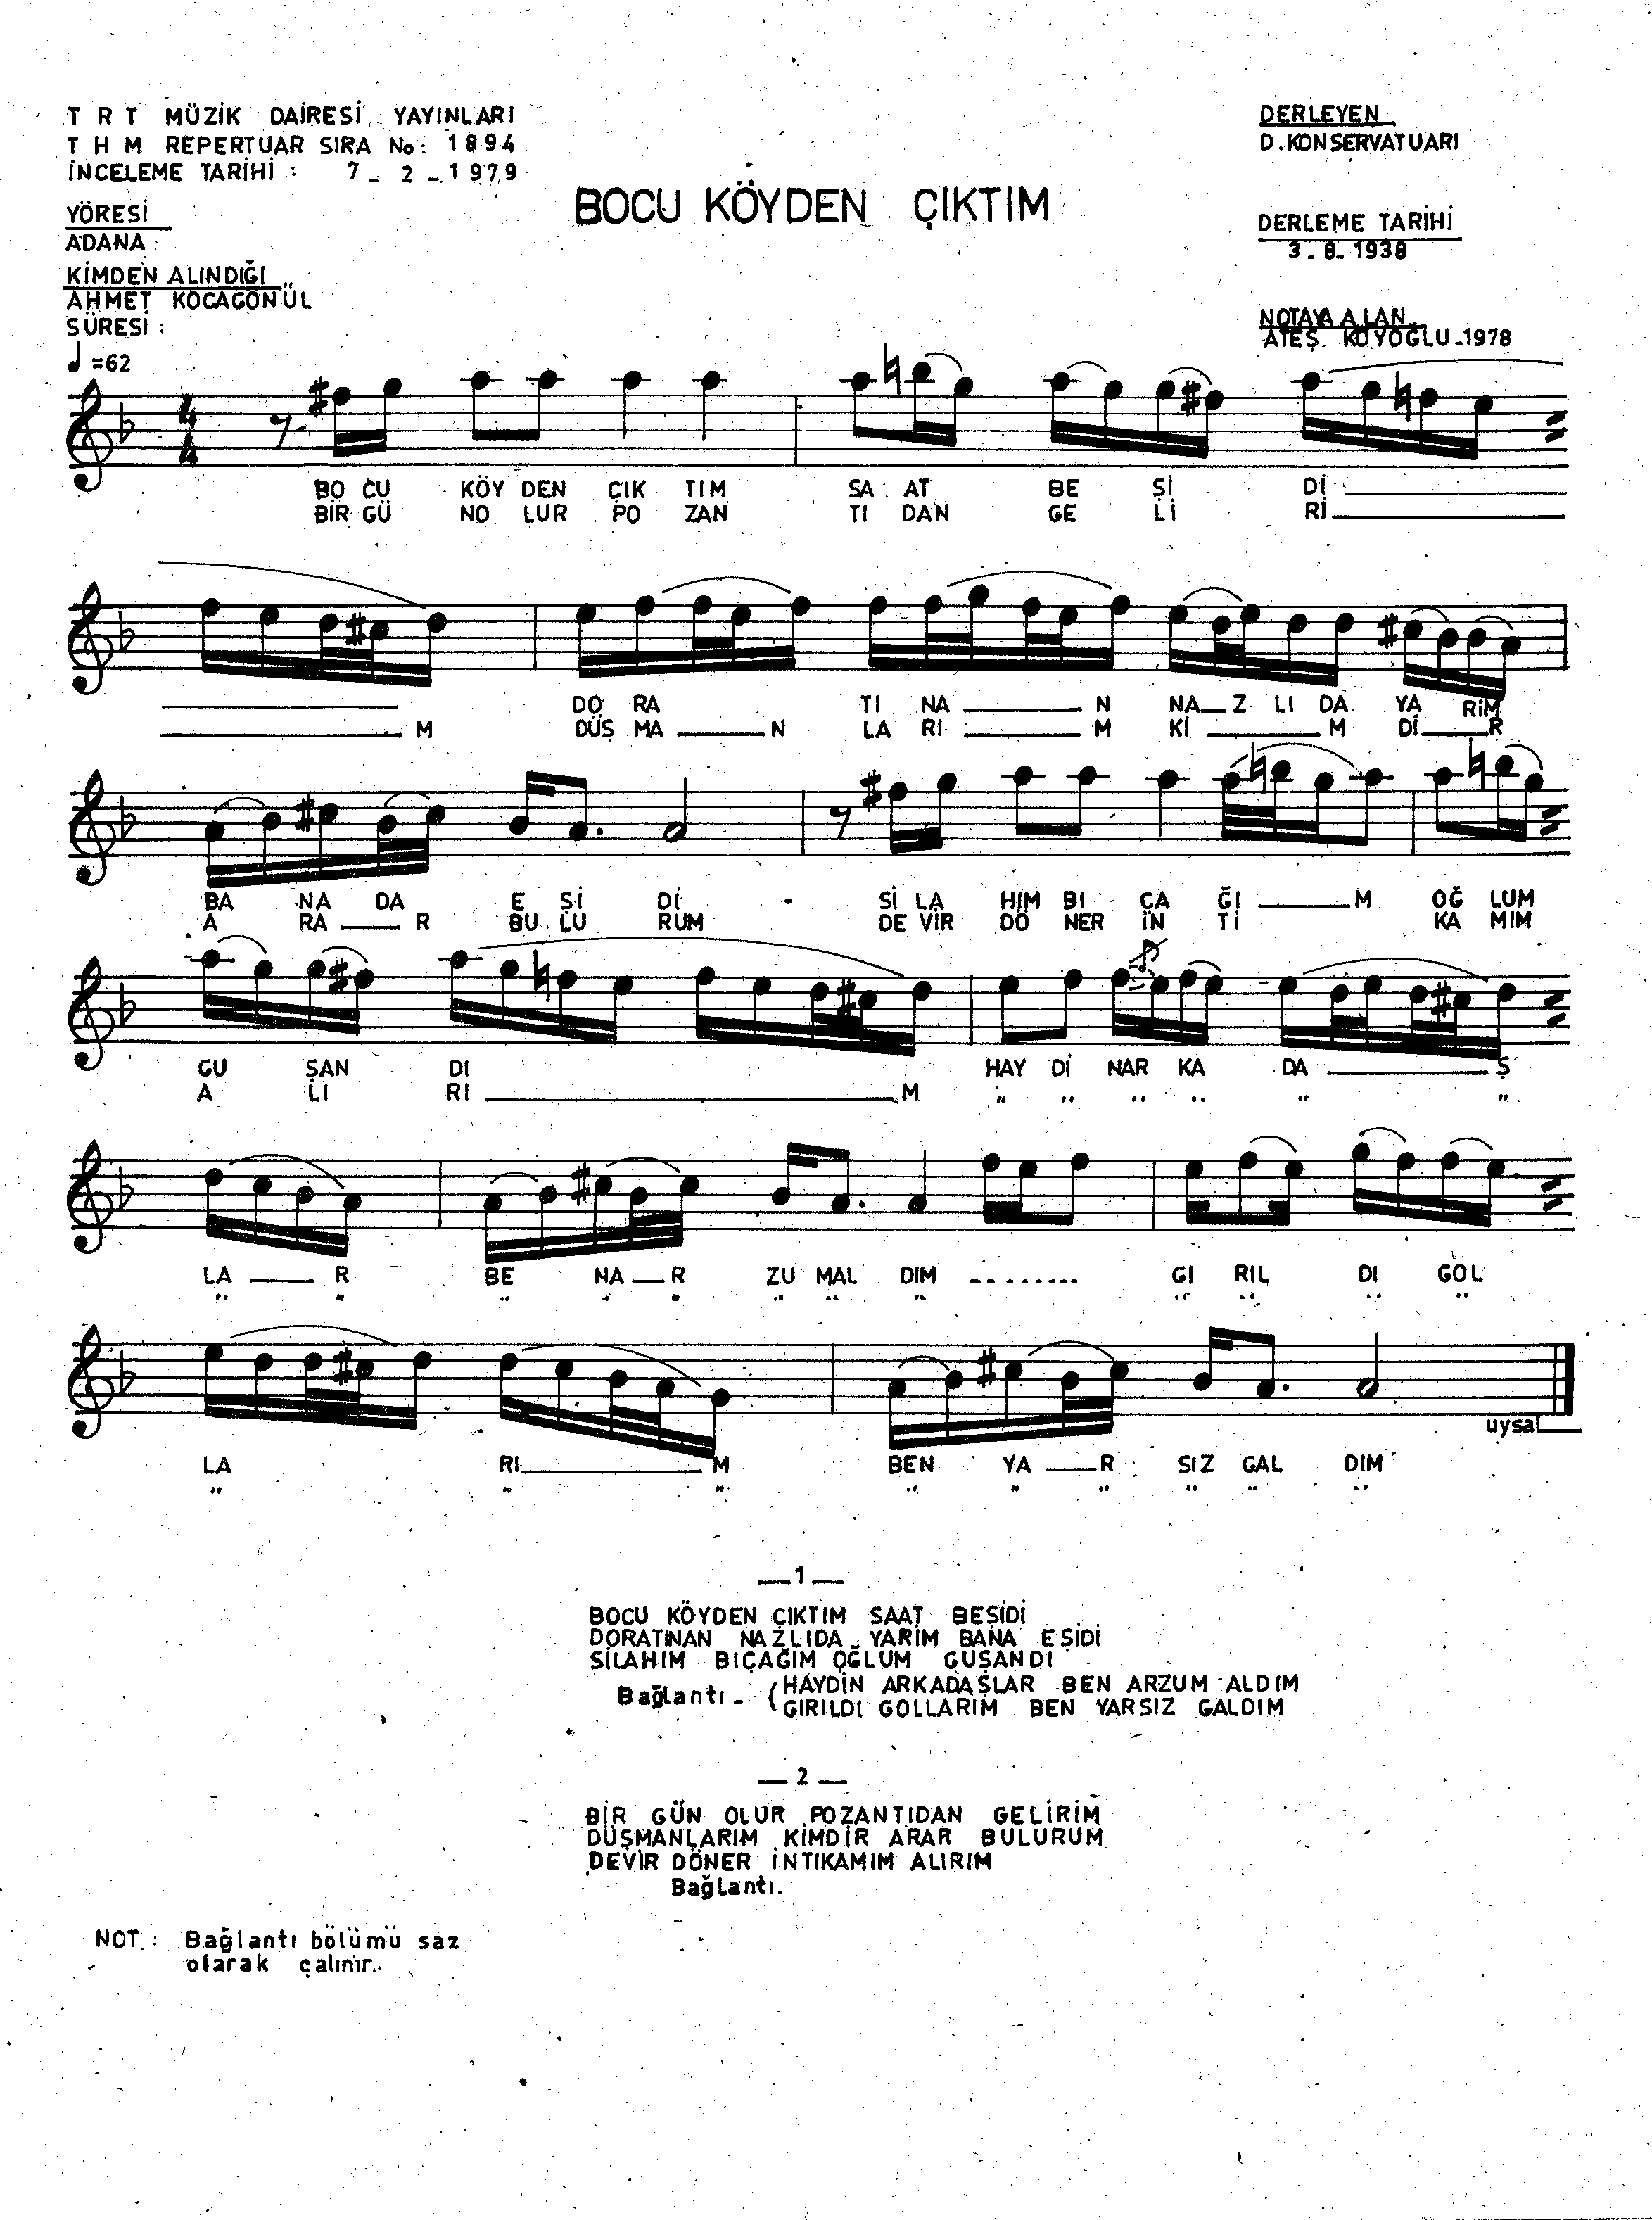 T R T MÜZİK DAİRESİ YAYINLARI
T H M REPERTUAR SIRA No: 1894
İNCELEME TARİHİ : 7 - 2 - 1979
YÖRESİ
ADANA
KİMDEN ALINDIĞI
AHMET KOCAGÖNÜL
SÜRESİ :
♩ =62
BOCU KÖYDEN ÇIKTIM
DERLEYEN
D.KONSERVATUARI
DERLEME TARİHİ
3-8-1938
NOTAYA ALAN
ATEŞ KÖYOĞLU-1978
4
4
BO CU KÖY DEN ÇIK TIM SA AT BE Şİ Dİ
BİR GÜ NO LUR PO ZAN TI DAN GE Lİ Rİ
DO RA TI NA N NA Z LI DA YA RİM
M DÜŞ MA N LA RI M Kİ M Dİ R
BA NA DA E Şİ Dİ Sİ LA HIM BI ÇA ĞI M OĞ LUM
A RA R BU LU RUM DE VİR DÖ NER İN Tİ KA MIM
GU ŞAN DI HAY Dİ NAR KA DA Ş
A LI RI M " " " " " "
LA R BE NA R ZU MAL DIM -------- GI RIL DI GOL
" " " " " " " " " " " "
LA RI M BEN YA R SIZ GAL DIM
" " " " " " " " "
uysal
—1—
BOCU KÖYDEN ÇIKTIM SAAT BEŞİDİ
DORATINAN NAZLIDA YARİM BANA EŞİDİ
SİLAHIM BIÇAĞIM OĞLUM GUŞANDI
Bağlantı - (HAYDİN ARKADAŞLAR BEN ARZUM ALDIM
GIRILDI GOLLARIM BEN YARSIZ GALDIM
— 2 —
BİR GÜN OLUR POZANTIDAN GELİRİM
DÜŞMANLARIM KİMDİR ARAR BULURUM
DEVİR DÖNER İNTİKAMIM ALIRIM
Bağlantı.
NOT : Bağlantı bölümü saz
olarak çalınır.